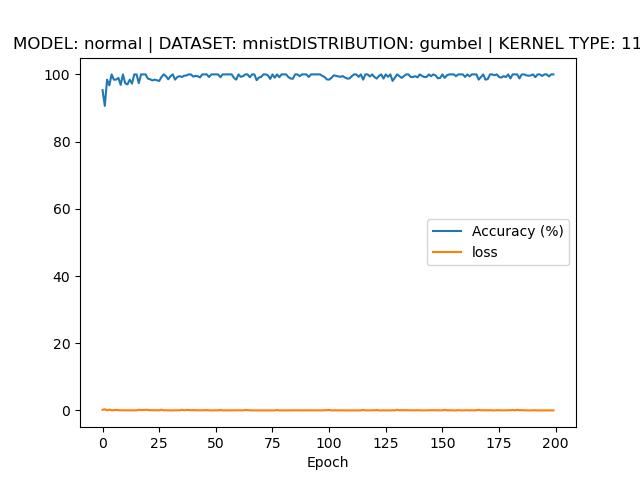 MODEL: normal | DATASET: mnistDISTRIBUTION: gumbel | KERNEL TYPE: 11
100
80
60
40
20
0
Accuracy (%)
loss
0 25 50 75 100 125 150 175 200
Epoch